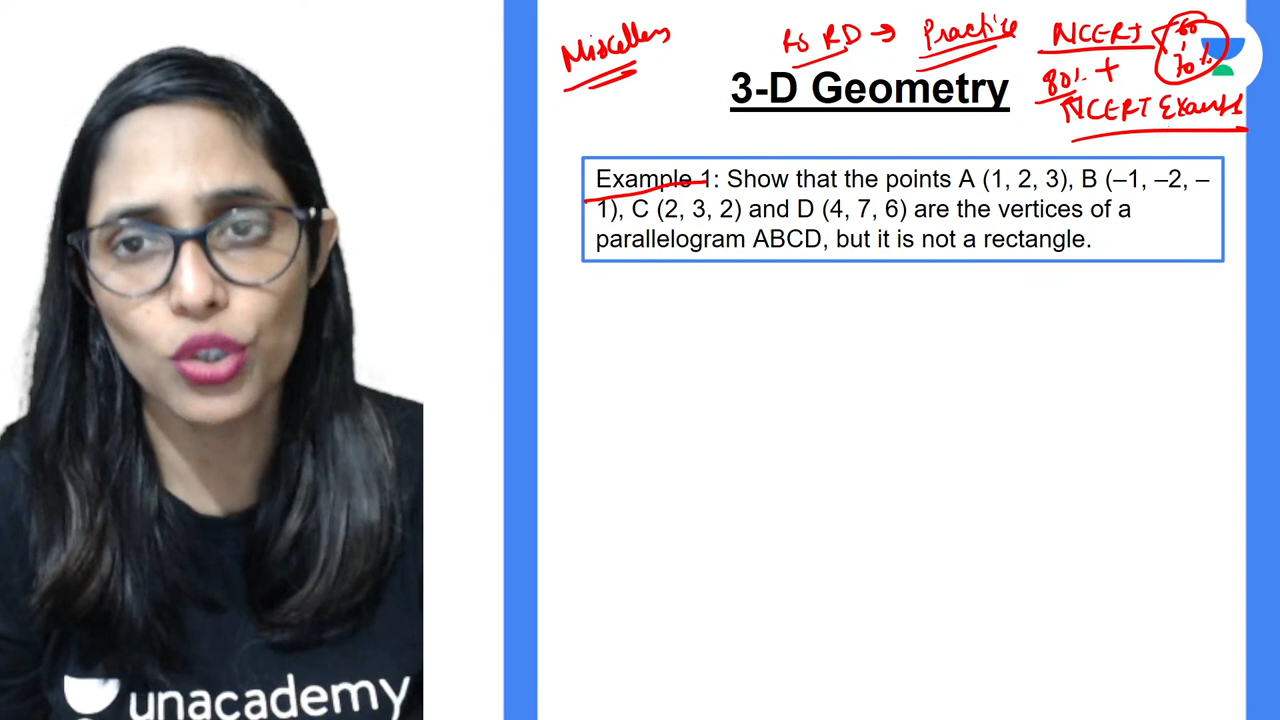 RS RD → Practice NCERT
80% +
70%
NCERT
3-D Geometry
Example 1: Show that the points A (1, 2, 3), B (–1, –2, –
1), C (2, 3, 2) and D (4, 7, 6) are the vertices of a
parallelogram ABCD, but it is not a rectangle.
unacademy